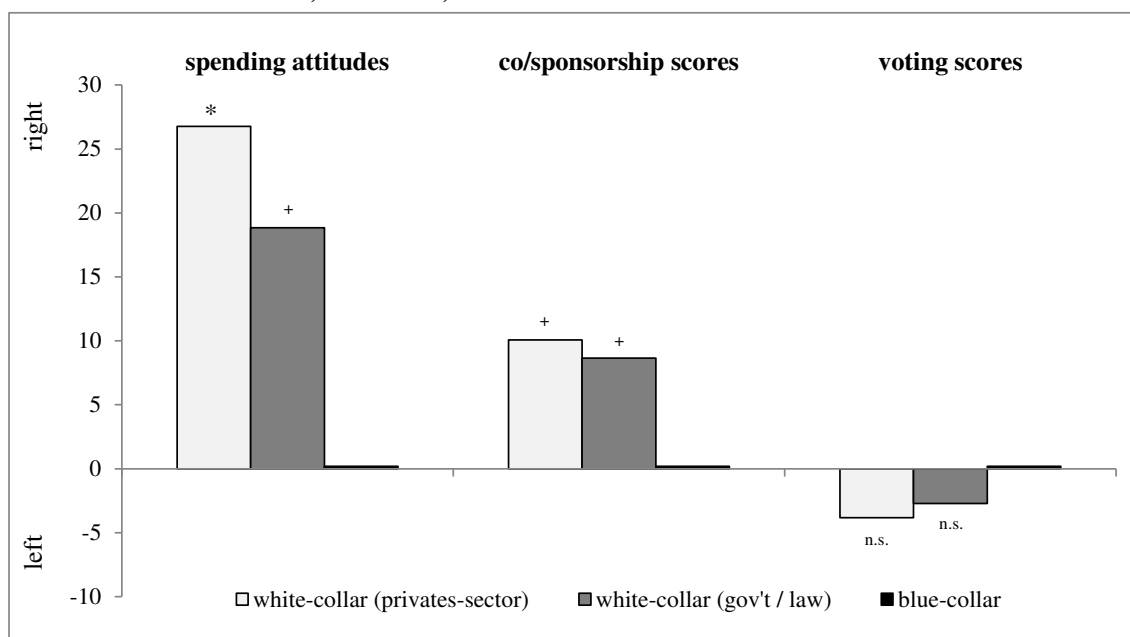 spending attitudes co/sponsorship scores voting scores
30
25
20
15
10
5
0
-5
-10
right
left
*
+
+
+
n.s.
n.s.
white-collar (privates-sector) white-collar (gov't / law) blue-collar